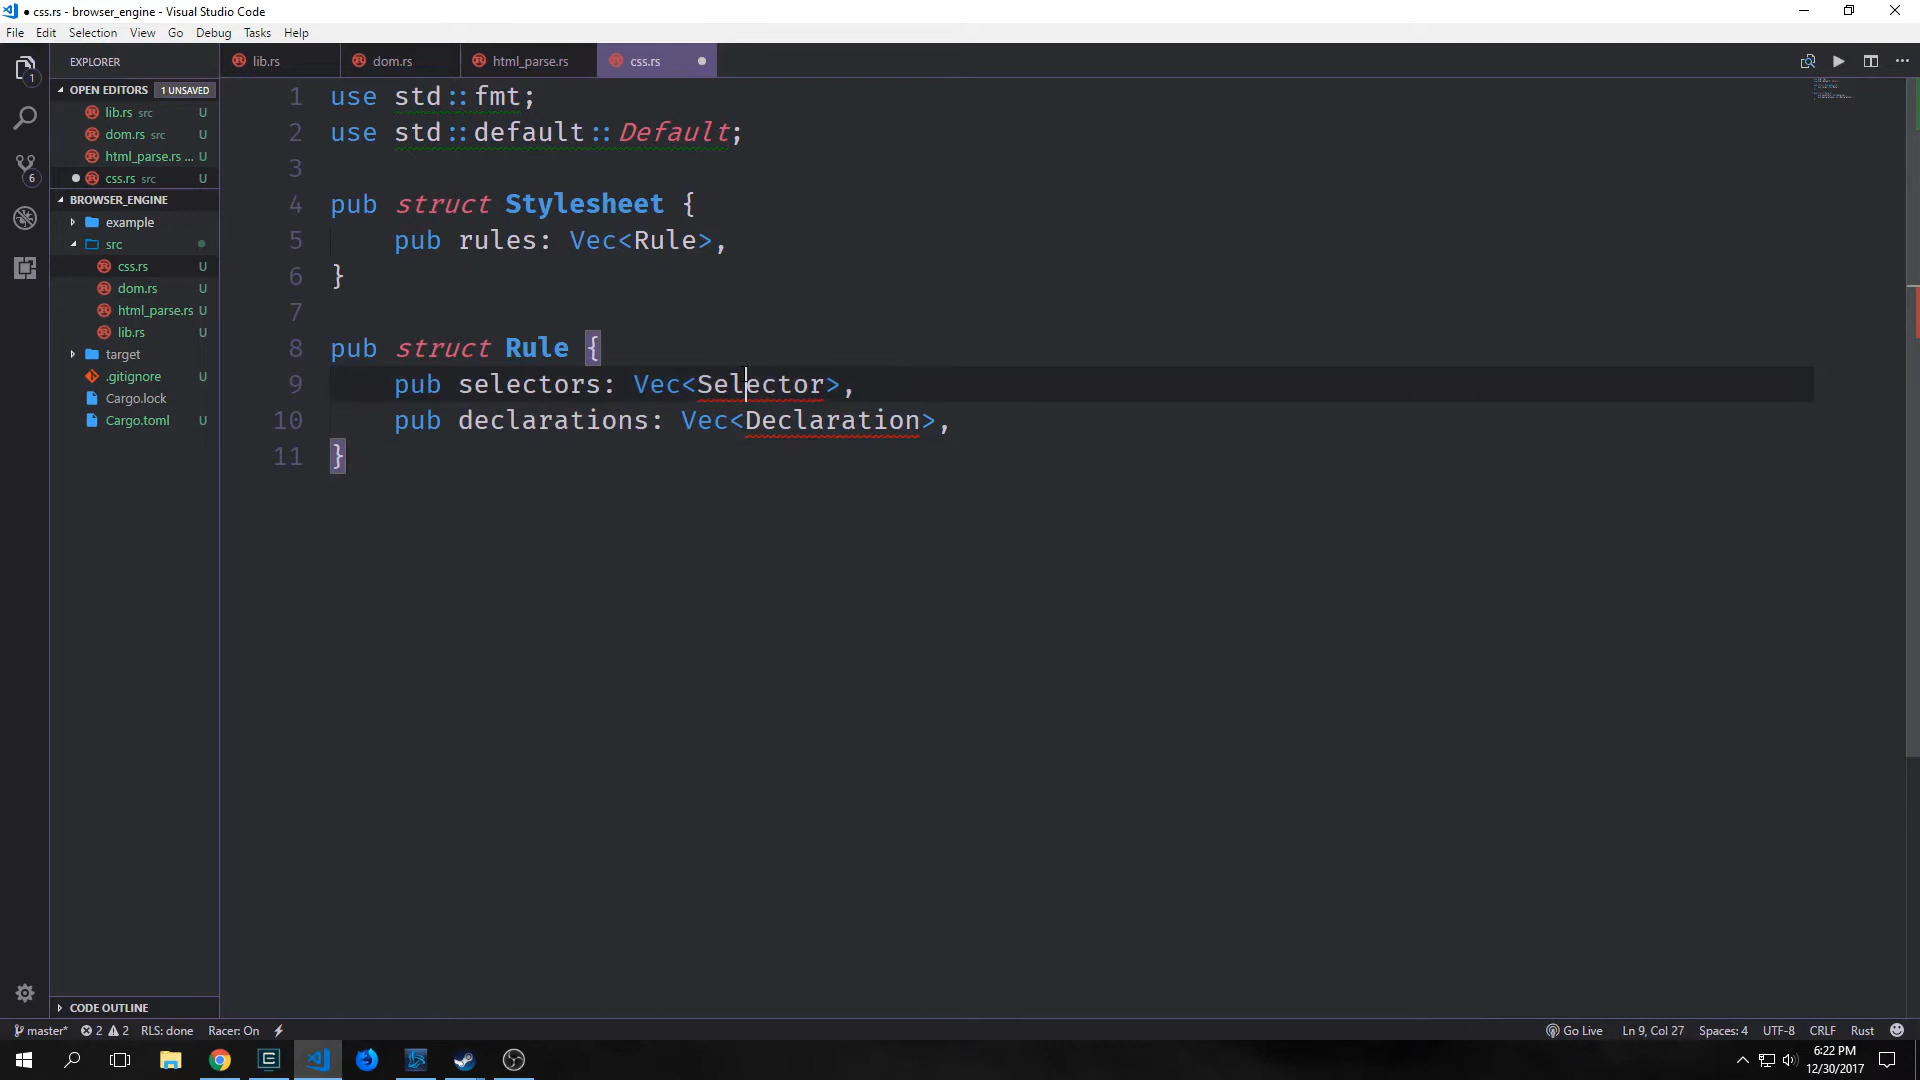 ● css.rs - browser_engine - Visual Studio Code
File Edit Selection View Go Debug Tasks Help
EXPLORER
lib.rs dom.rs html_parse.rs css.rs
OPEN EDITORS 1 UNSAVED
lib.rs src U
dom.rs src U
html_parse.rs ... U
css.rs src U
BROWSER_ENGINE
example
src
css.rs U
dom.rs U
html_parse.rs U
lib.rs U
target
.gitignore U
Cargo.lock
Cargo.toml U
CODE OUTLINE
1
6
1 use std::fmt;
2 use std::default::Default;
3
4 pub struct Stylesheet {
5 pub rules: Vec<Rule>,
6 }
7
8 pub struct Rule {
9 pub selectors: Vec<Selector>,
10 pub declarations: Vec<Declaration>,
11 }
master* 2 2 RLS: done Racer: On Go Live Ln 9, Col 27 Spaces: 4 UTF-8 CRLF Rust
6:22 PM
12/30/2017